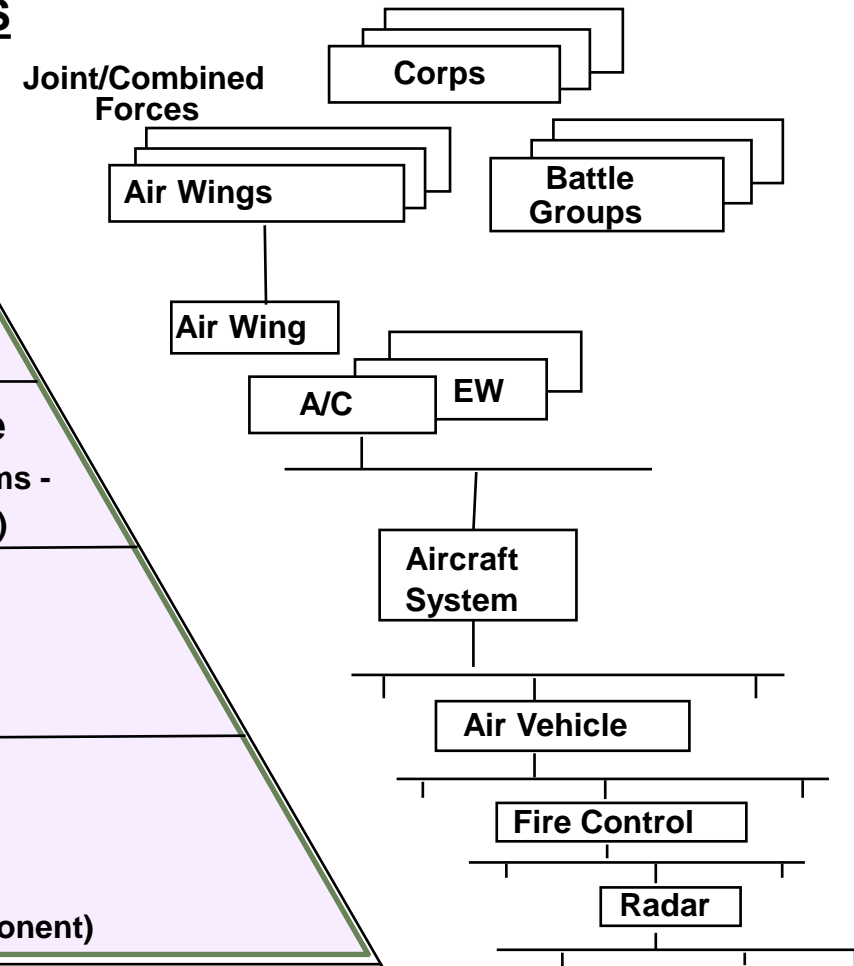 s
Corps
Joint/Combined
Forces
Air Wings
Battle
Groups
Air Wing
A/C
EW
e
ms -
)
Aircraft
System
Air Vehicle
Fire Control
Radar
onent)